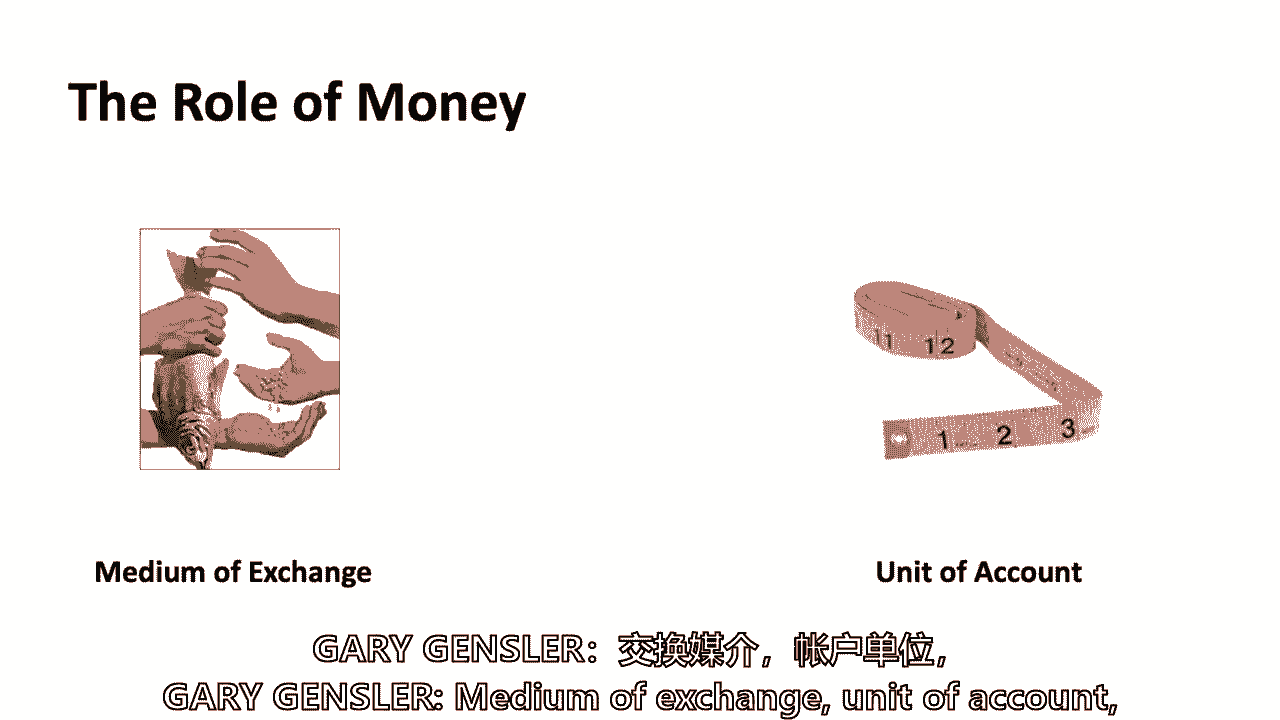 The Role of Money
11 12
1 2 3
Medium of Exchange
Unit of Account
GARY GENSLER：交换媒介，帐户单位，
GARY GENSLER: Medium of exchange, unit of account,